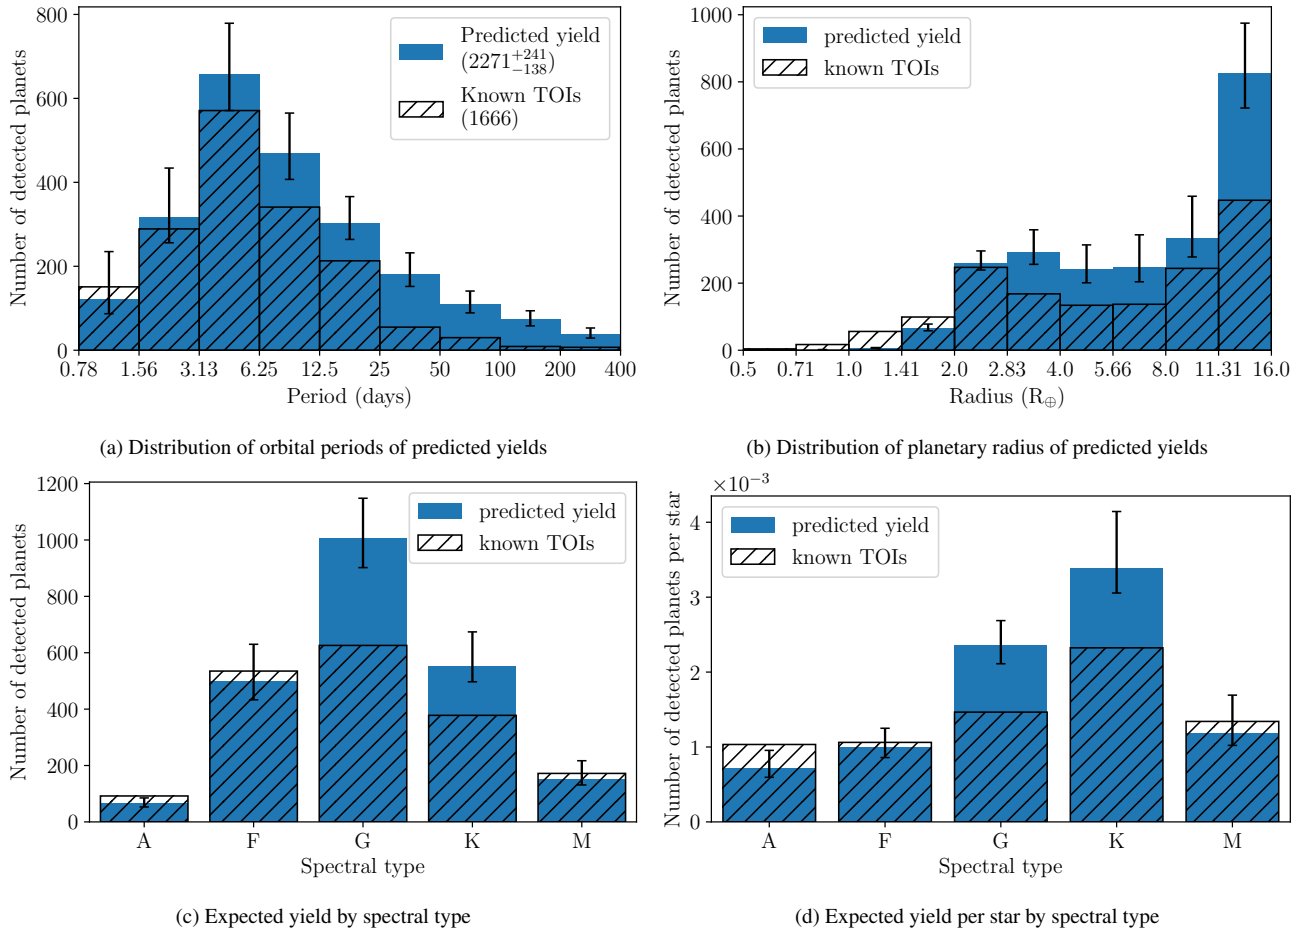 800
600
400
200
0
Number of detected planets
Predicted yield
(2271+241−138)
Known TOIs
(1666)
0.78 1.56 3.13 6.25 12.5 25 50 100 200 400
Period (days)
(a) Distribution of orbital periods of predicted yields
1000
800
600
400
200
0
Number of detected planets
predicted yield
known TOIs
0.5 0.71 1.0 1.41 2.0 2.83 4.0 5.66 8.0 11.31 16.0
Radius (R⊕)
(b) Distribution of planetary radius of predicted yields
1200
1000
800
600
400
200
0
Number of detected planets
predicted yield
known TOIs
A F G K M
Spectral type
(c) Expected yield by spectral type
×10−3
4
3
2
1
0
Number of detected planets per star
predicted yield
known TOIs
A F G K M
Spectral type
(d) Expected yield per star by spectral type